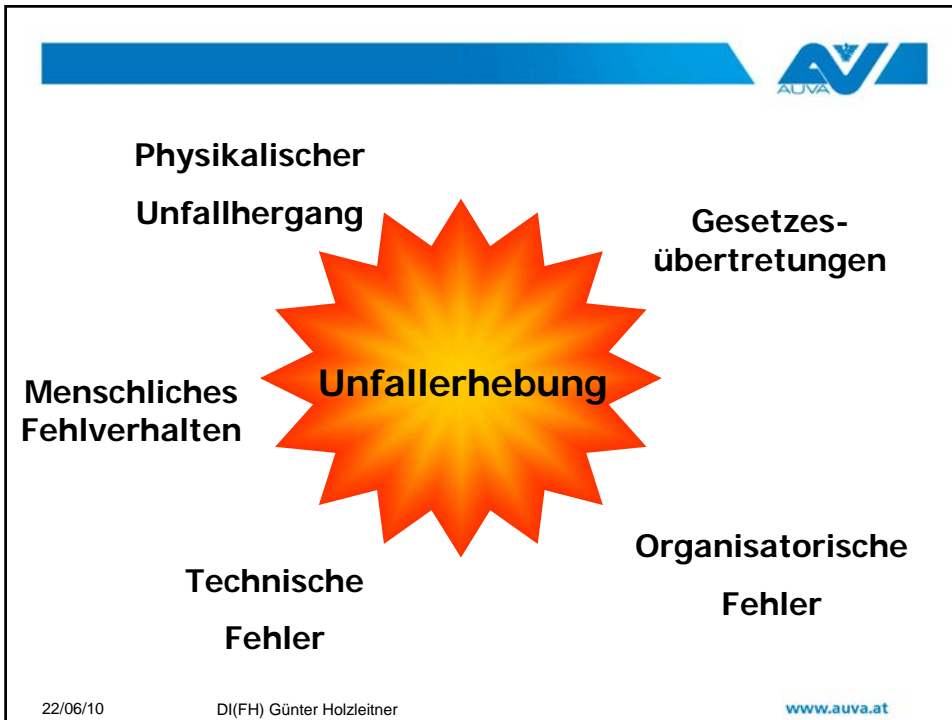 AUVA
Physikalischer
Unfallhergang
Gesetzes-
übertretungen
Unfallerhebung
Menschliches
Fehlverhalten
Organisatorische
Fehler
Technische
Fehler
22/06/10 DI(FH) Günter Holzleitner www.auva.at